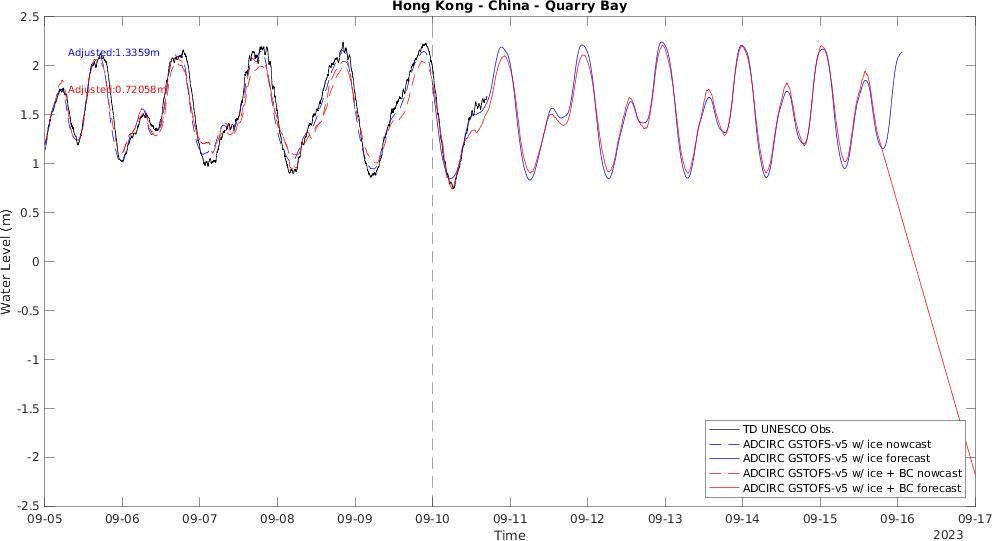 Hong Kong - China - Quarry Bay
2.5
2
1.5
1
0.5
0
-0.5
-1
-1.5
-2
-2.5
Water Level (m)
Adjusted:1.3359m
Adjusted:0.72058m
TD UNESCO Obs.
ADCIRC GSTOFS-v5 w/ ice nowcast
ADCIRC GSTOFS-v5 w/ ice forecast
ADCIRC GSTOFS-v5 w/ ice + BC nowcast
ADCIRC GSTOFS-v5 w/ ice + BC forecast
09-05 09-06 09-07 09-08 09-09 09-10 09-11 09-12 09-13 09-14 09-15 09-16 09-17
Time
2023